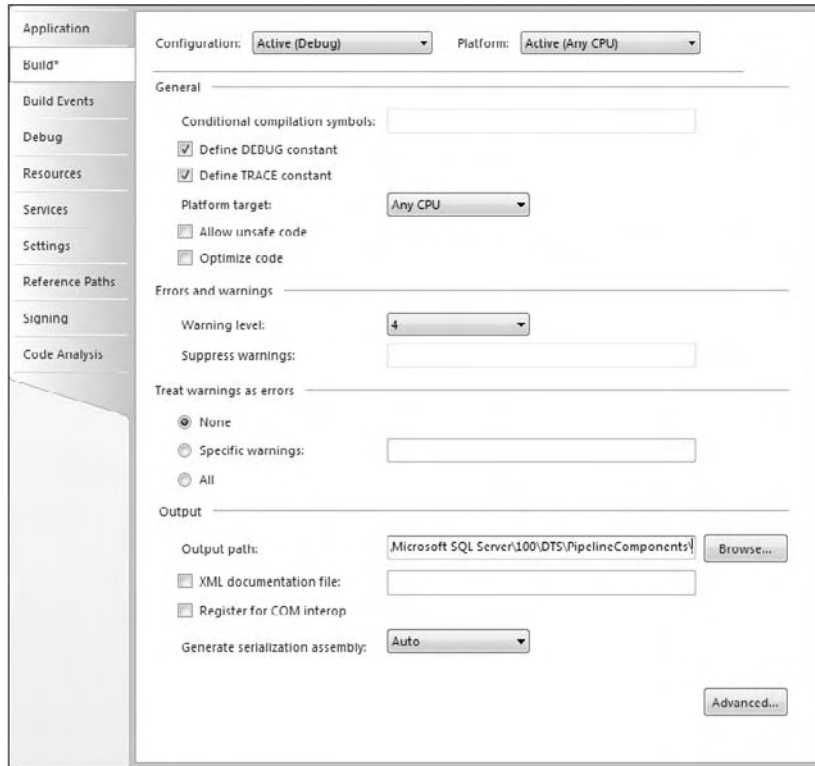 Application
Build*
Build Events
Debug
Resources
Services
Settings
Reference Paths
Signing
Code Analysis
Configuration: Active (Debug) Platform: Active (Any CPU)
General
Conditional compilation symbols:
Define DEBUG constant
Define TRACE constant
Platform target: Any CPU
Allow unsafe code
Optimize code
Errors and warnings
Warning level: 4
Suppress warnings:
Treat warnings as errors
None
Specific warnings:
All
Output
Output path: \Microsoft SQL Server\100\DTS\PipelineComponents\ Browse...
XML documentation file:
Register for COM interop
Generate serialization assembly: Auto
Advanced...